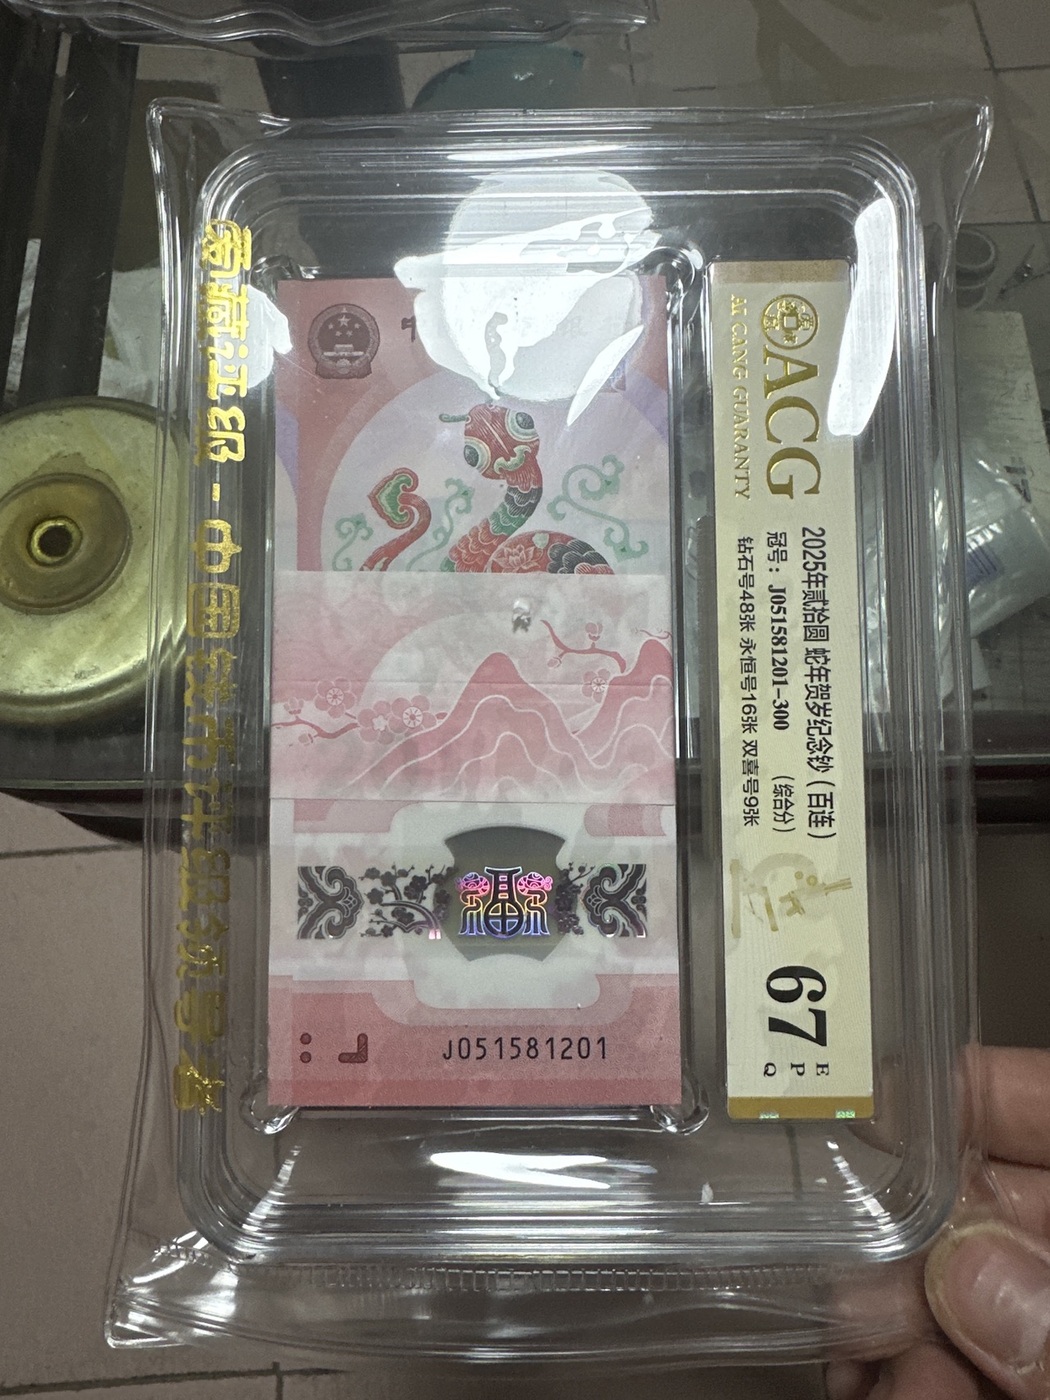 爱藏评级-中国钱币评级领导者
ACG
AI CANG GUARANTY
2025年贰拾圆 蛇年贺岁纪念钞（百连）
冠号：J051581201-300 （综合分）
钻石号48张 永恒号16张 双喜号9张
67
E
P
Q
J051581201